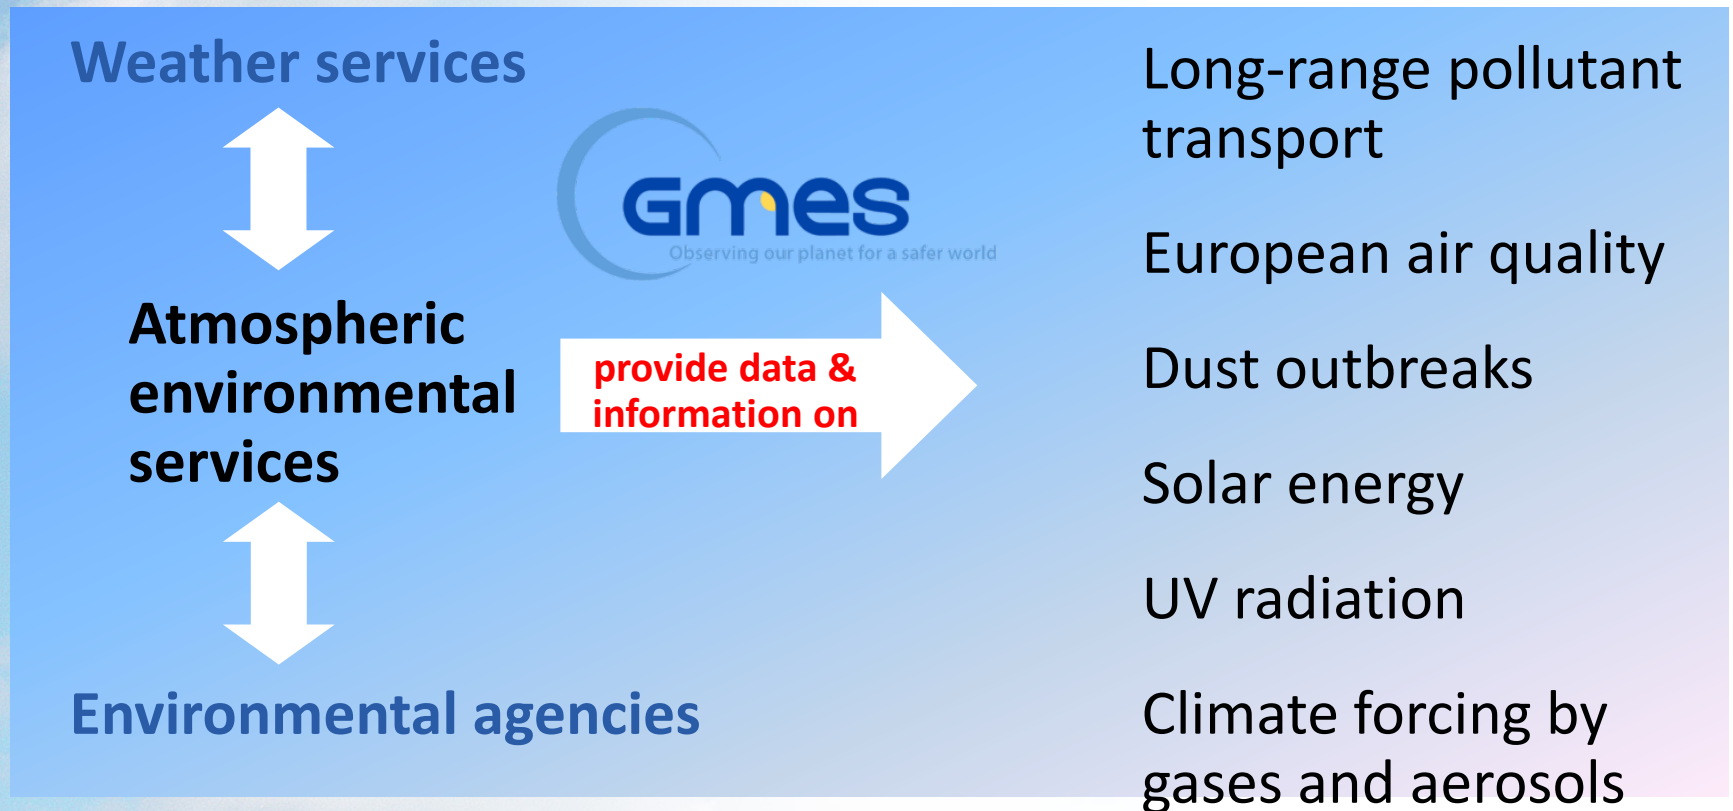 Weather services
GMES
Observing our planet for a safer world
Atmospheric
environmental
services
provide data &
information on
Environmental agencies
Long-range pollutant
transport
European air quality
Dust outbreaks
Solar energy
UV radiation
Climate forcing by
gases and aerosols